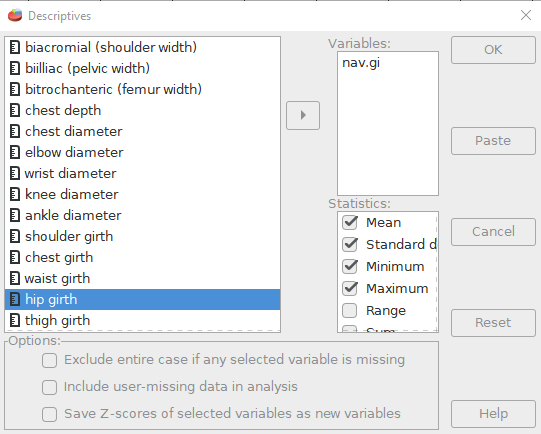 Descriptives
biacromial (shoulder width)
biilliac (pelvic width)
bitrochanteric (femur width)
chest depth
chest diameter
elbow diameter
wrist diameter
knee diameter
ankle diameter
shoulder girth
chest girth
waist girth
hip girth
thigh girth
Variables:
nav.gi
Statistics:
Mean
Standard d
Minimum
Maximum
Range
Sum
OK
Paste
Cancel
Reset
Help
Options:
Exclude entire case if any selected variable is missing
Include user-missing data in analysis
Save Z-scores of selected variables as new variables